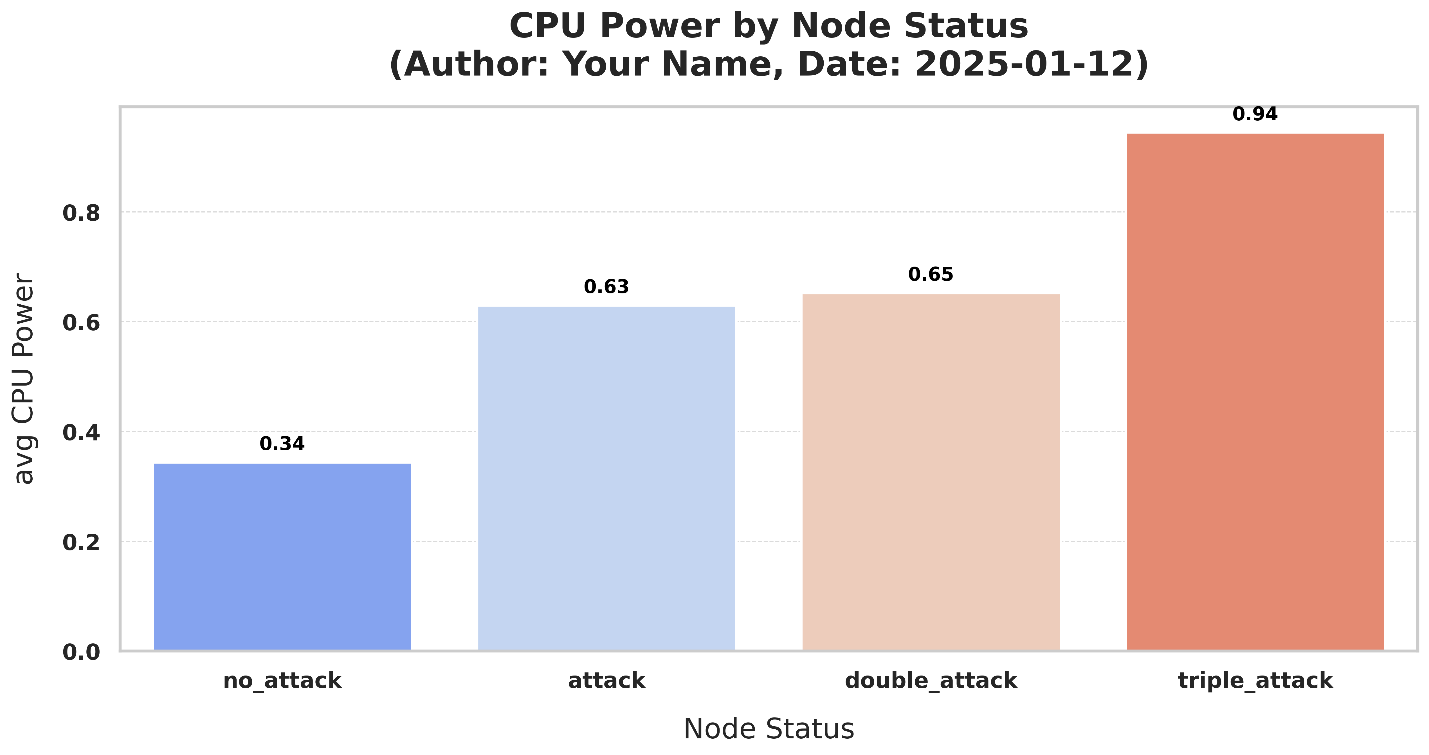 CPU Power by Node Status
(Author: Your Name, Date: 2025-01-12)
avg CPU Power
0.8
0.6
0.4
0.2
0.0
0.34
0.63
0.65
0.94
no_attack
attack
double_attack
triple_attack
Node Status